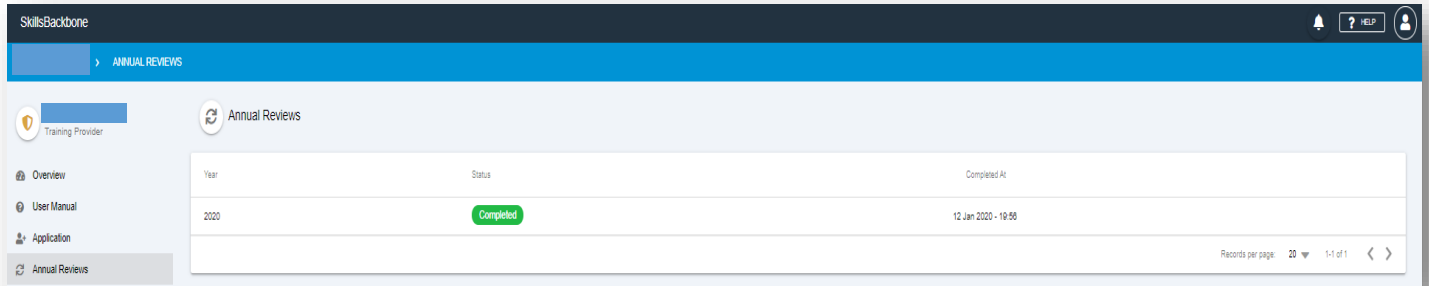 SkillsBackbone
? HELP
> ANNUAL REVIEWS
Training Provider
Annual Reviews
Overview
User Manual
Application
Annual Reviews
Year Status Completed At
2020 Completed 12 Jan 2020 - 19:56
Records per page: 20 1-1 of 1